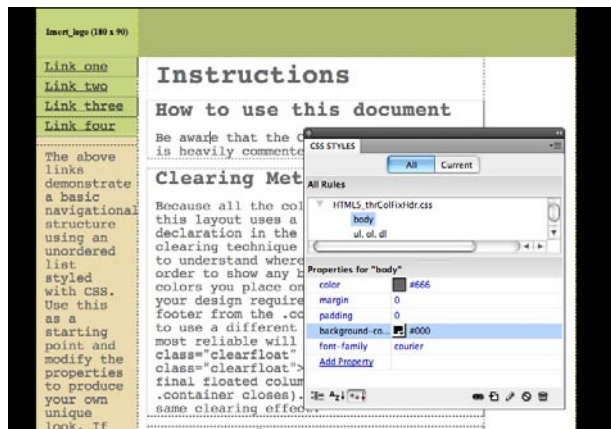 Insert_logo (180 x 90)
Link one
Link two
Link three
Link four
The above
links
demonstrate
a basic
navigational
structure
using an
unordered
list
styled
with CSS.
Use this
as a
starting
point and
modify the
properties
to produce
your own
unique
look. If
Instructions
How to use this document
Be aware that the C
is heavily commente
Clearing Met
Because all the col
this layout uses a
declaration in the
clearing technique
to understand where
order to show any b
colors you place on
your design require
footer from the .co
to use a different
most reliable will
class="clearfloat"
class="clearfloat">
final floated colum
.container closes).
same clearing effect.
CSS STYLES
All Current
All Rules
HTML5_thrColFixHdr.css
body
ul, ol, dl
Properties for "body"
color #666
margin 0
padding 0
background-co... #000
font-family courier
Add Property